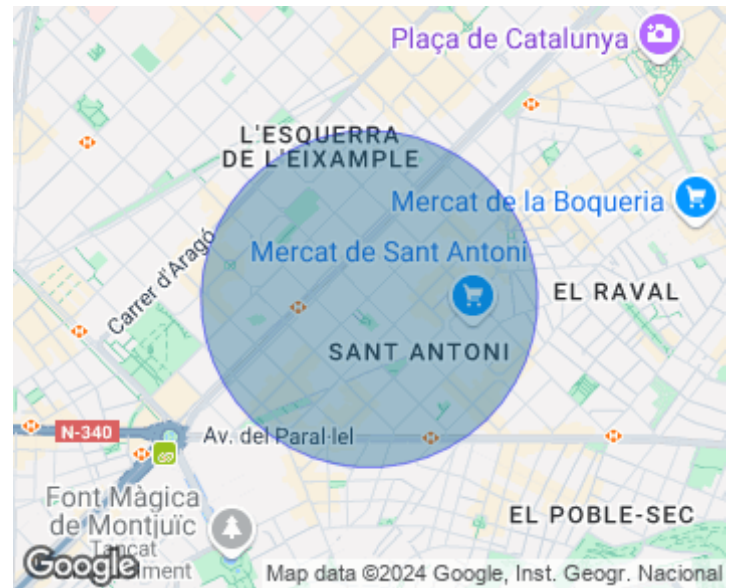 Plaça de Catalunya
L'ESQUERRA
DE L'EIXAMPLE
Mercat de la Boqueria
Mercat de Sant Antoni
Carrer d'Aragó
EL RAVAL
SANT ANTONI
N-340
Av. del Paral·lel
Font Màgica
de Montjuïc
EL POBLE-SEC
Tancat
Google
Map data ©2024 Google, Inst. Geogr. Nacional